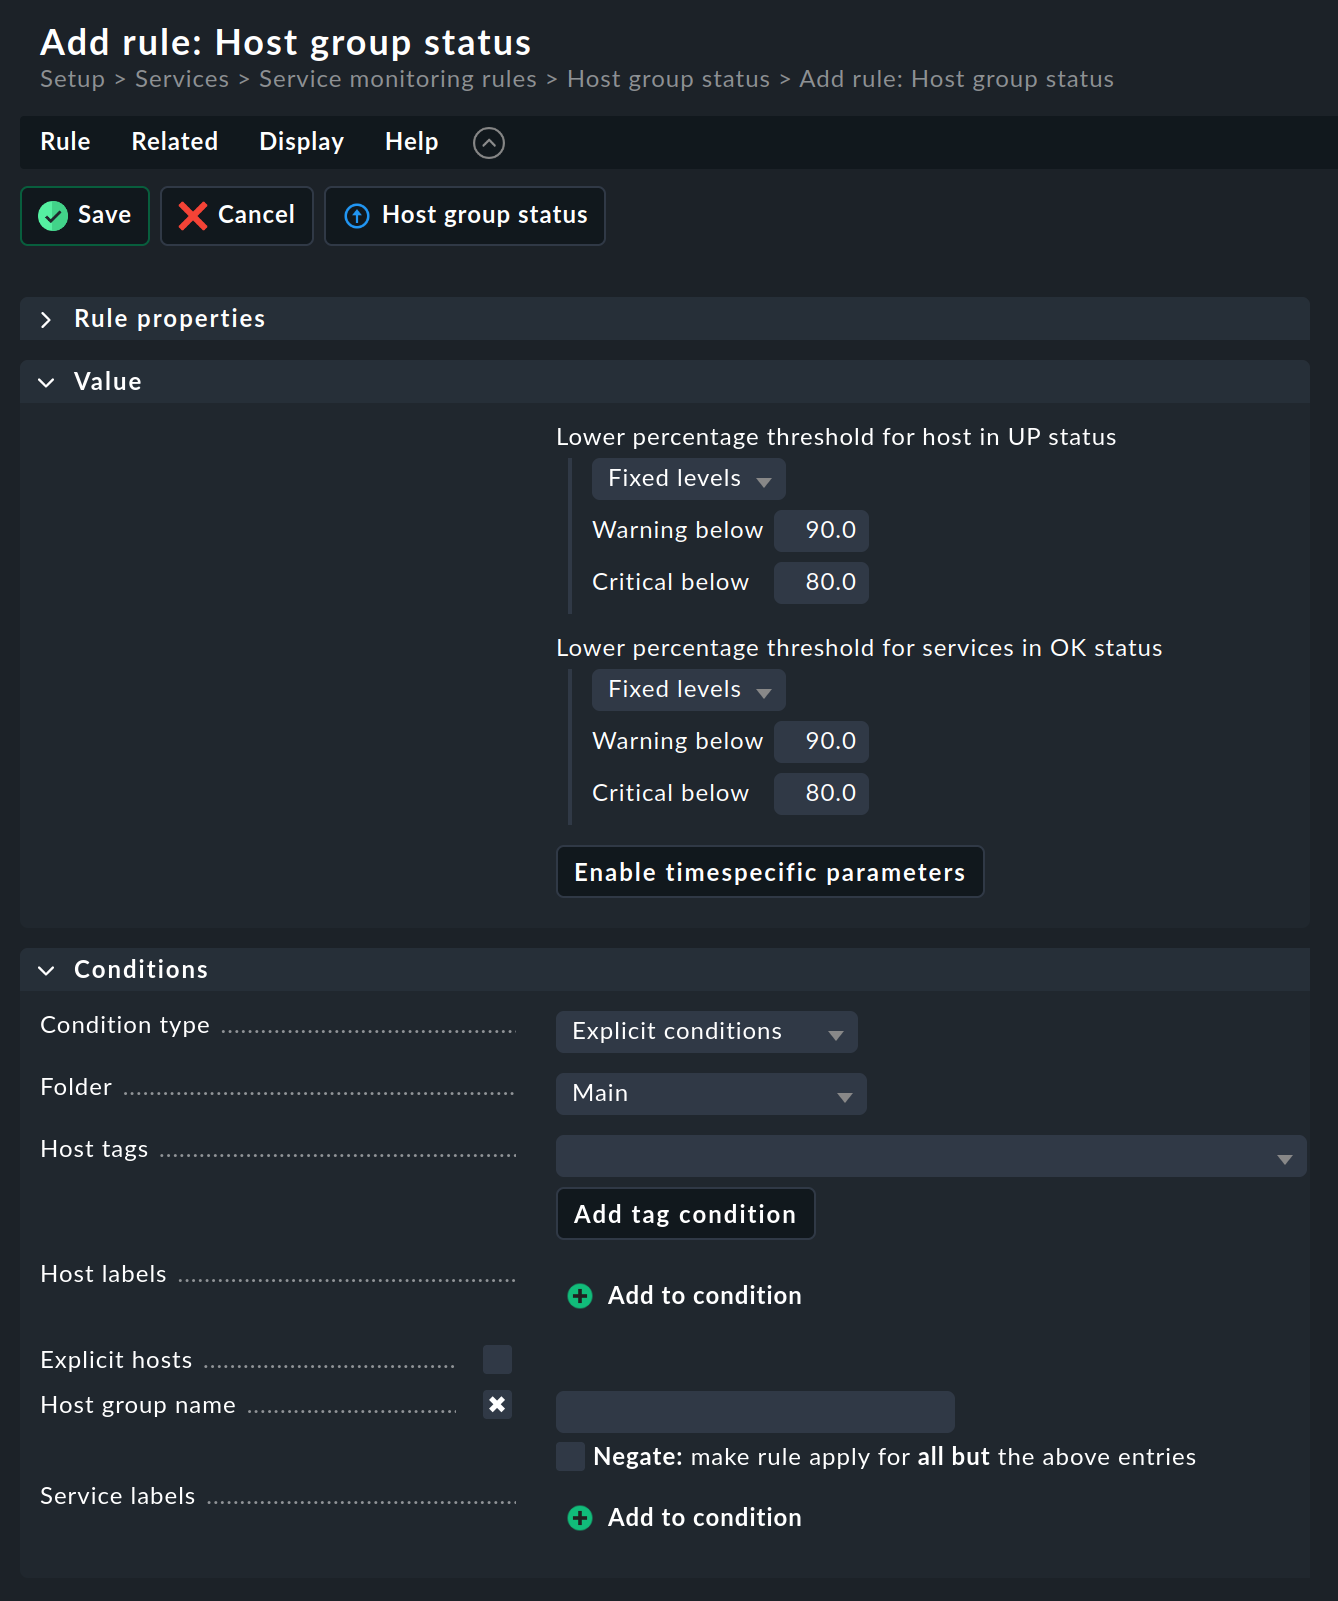 Add rule: Host group status
Setup > Services > Service monitoring rules > Host group status > Add rule: Host group status
Rule Related Display Help
Save Cancel Host group status
Rule properties
Value
Lower percentage threshold for host in UP status
Fixed levels
Warning below 90.0
Critical below 80.0
Lower percentage threshold for services in OK status
Fixed levels
Warning below 90.0
Critical below 80.0
Enable timespecific parameters
Conditions
Condition type Explicit conditions
Folder Main
Host tags
Add tag condition
Host labels
Add to condition
Explicit hosts
Host group name
Negate: make rule apply for all but the above entries
Service labels
Add to condition